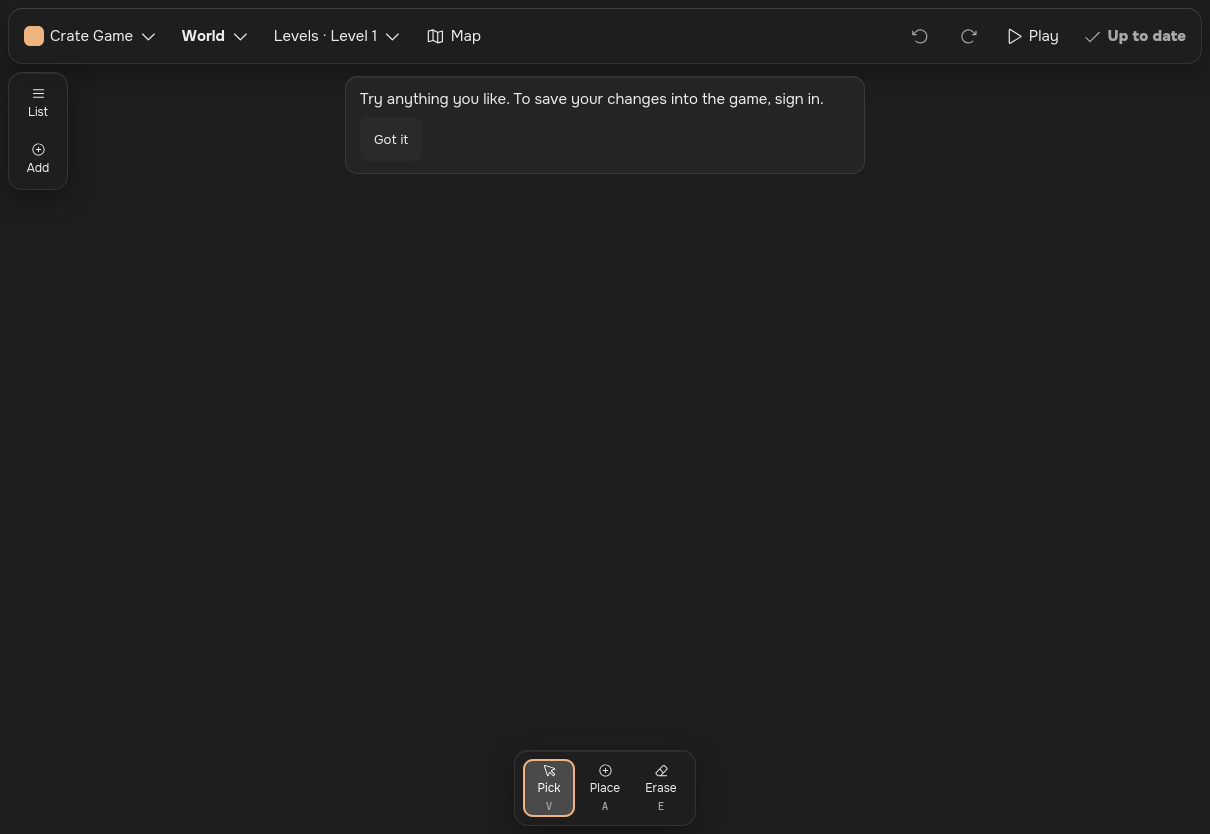 Crate Game
World
Levels · Level 1
Map
Play
Up to date
List
Add
Try anything you like. To save your changes into the game, sign in.
Got it
Pick
Place
Erase
V
A
E